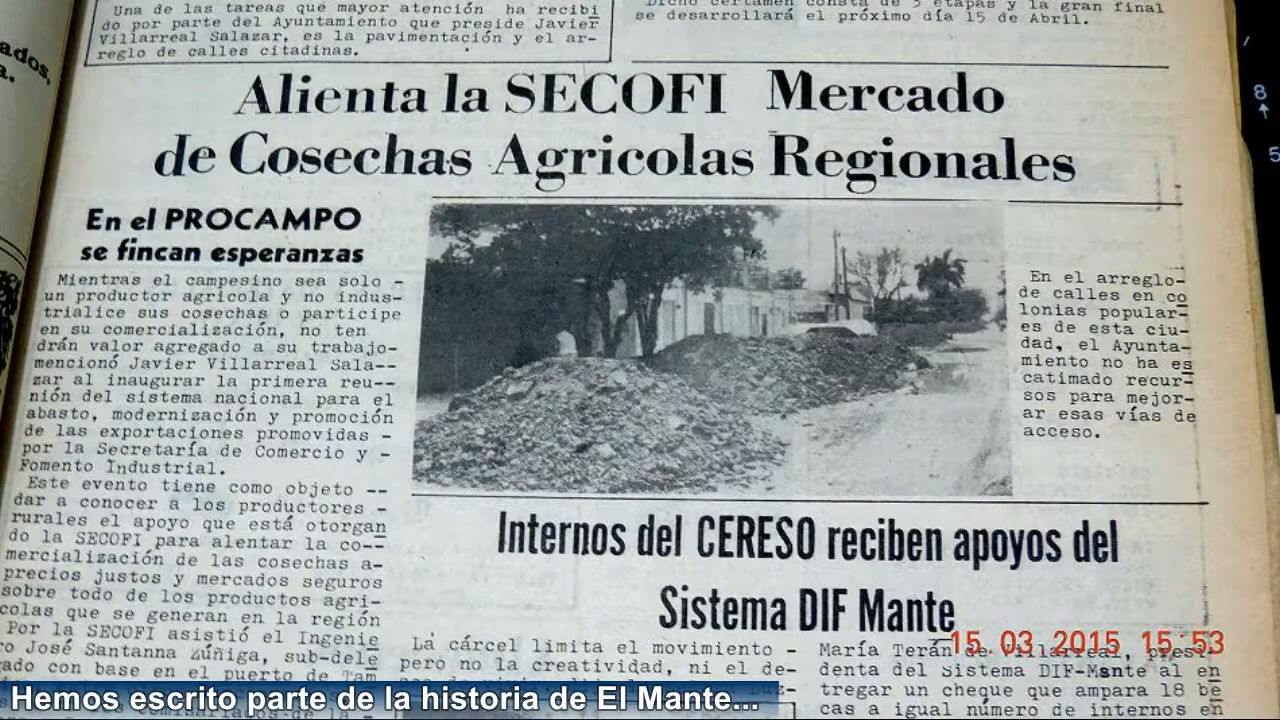 Una de las tareas que mayor atención ha recibi
do por parte del Ayuntamiento que preside Javier
Villarreal Salazar, es la pavimentación y el ar-
reglo de calles citadinas.
Dicho certamen consta de 5 etapas y la gran final
se desarrollará el próximo día 15 de Abril.
ados,
a.
Alienta la SECOFI Mercado
de Cosechas Agricolas Regionales
En el PROCAMPO
se fincan esperanzas
Mientras el campesino sea solo -
un productor agricola y no indus-
trialice sus cosechas o participe
en su comercialización, no ten
drán valor agregado a su trabajo-
mencionó Javier Villarreal Sala--
zar al inaugurar la primera reu--
nión del sistema nacional para el
abasto, modernización y promoción
de las exportaciones promovidas -
por la Secretaría de Comercio y -
Fomento Industrial.
Este evento tiene como objeto --
dar a conocer a los productores -
rurales el apoyo que está otorgan
do la SECOFI para alentar la co--
mercialización de las cosechas a-
precios justos y mercados seguros
sobre todo de los productos agri-
colas que se generan en la región
Por la SECOFI asistió el Ingenie
ro José Santanna Zúñiga, sub-dele
gado con base en el puerto de Tam
En el arreglo-
de calles en co
lonias popular-
es de esta ciu-
dad, el Ayunta-
miento no ha es
catimado recur-
sos para mejor-
ar esas vías de
acceso.
Internos del CERESO reciben apoyos del
Sistema DIF Mante
La cárcel limita el movimiento -
pero no la creatividad, ni el de-
María Terán de Villarreal, presi
denta del Sistema DIF-Mante al en
tregar un cheque que ampara 18 be
cas a igual número de internos en
15.03.2015 15:53
Hemos escrito parte de la historia de El Mante...
8
5